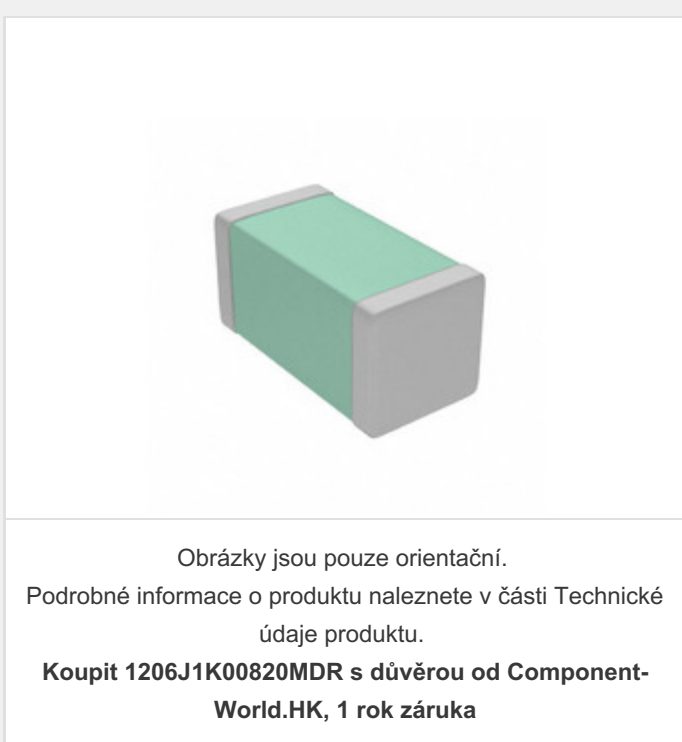 Obrázky jsou pouze orientační.
Podrobné informace o produktu naleznete v části Technické
údaje produktu.
Koupit 1206J1K00820MDR s důvěrou od Component-
World.HK, 1 rok záruka